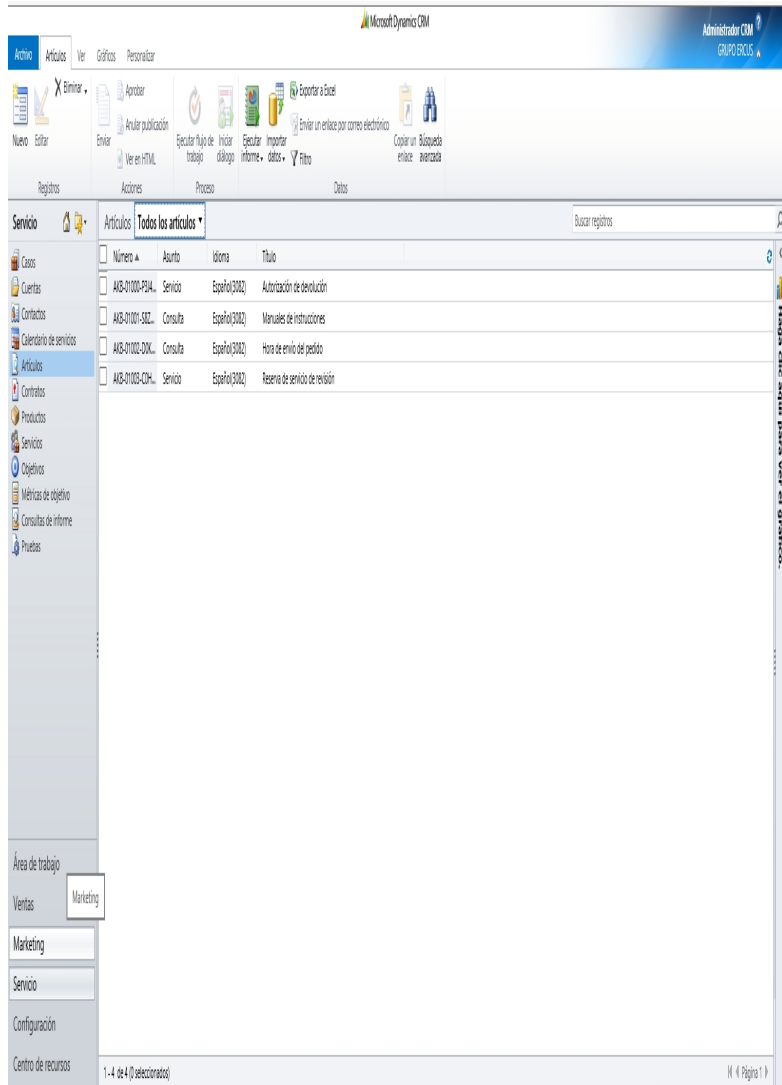 Microsoft Dynamics CRM
Administrador CRM
GRUPO ERCUS
Archivo Artículos Ver Gráficos Personalizar
Nuevo
Editar
Eliminar
Registros
Enviar
Aprobar
Anular publicación
Ver en HTML
Acciones
Ejecutar flujo de trabajo
Iniciar diálogo
Proceso
Ejecutar informe
Importar datos
Exportar a Excel
Enviar un enlace por correo electrónico
Filtro
Copiar un enlace
Búsqueda avanzada
Datos
Servicio
Casos
Cuentas
Contactos
Calendario de servicios
Artículos
Contratos
Productos
Servicios
Objetivos
Métricas de objetivo
Consultas de informe
Pruebas
Artículos Todos los artículos
Buscar registros
Número Asunto Idioma Título
AKB-01000-P3J4... Servicio Español(3082) Autorización de devolución
AKB-01001-S8Z... Consulta Español(3082) Manuales de instrucciones
AKB-01002-D0K... Consulta Español(3082) Hora de envío del pedido
AKB-01003-C0H... Servicio Español(3082) Reserva de servicio de revisión
Haga clic aquí para ver el gráfico.
Área de trabajo
Ventas
Marketing
Marketing
Servicio
Configuración
Centro de recursos
1 - 4 de 4 (0 seleccionados)
Página 1